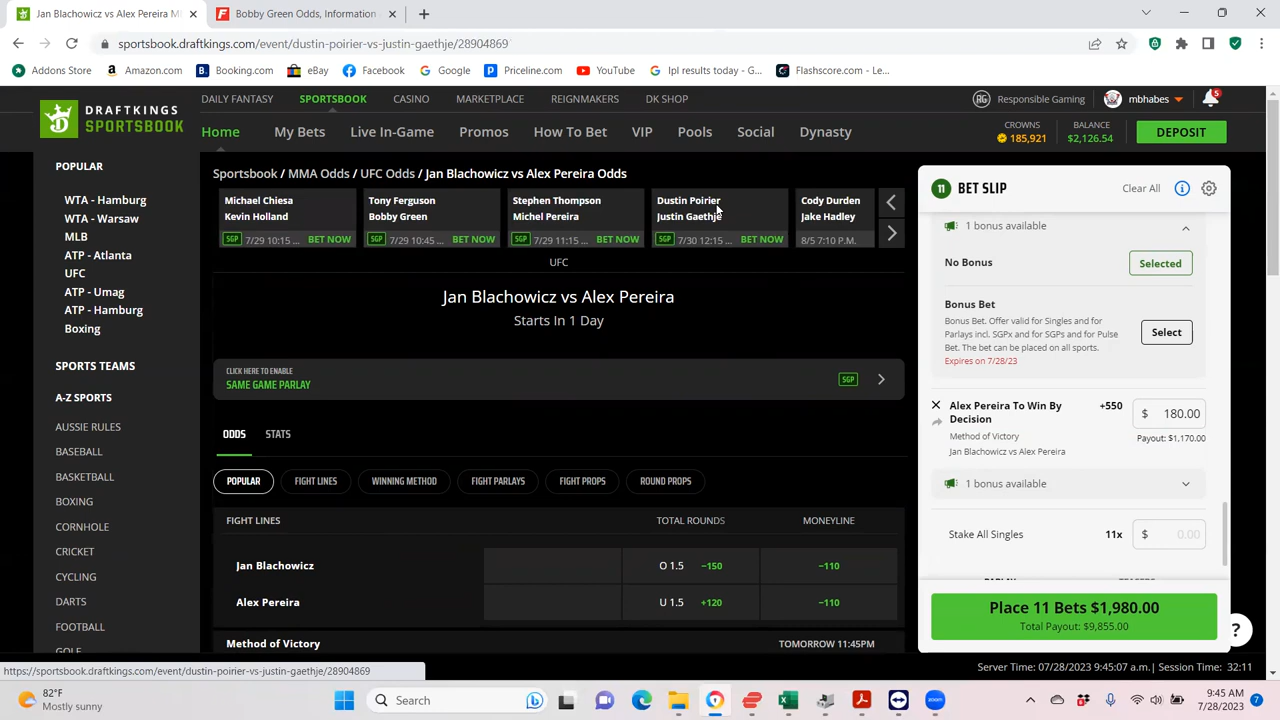 Jan Blachowicz vs Alex Pereira M
Bobby Green Odds, Information
sportsbook.draftkings.com/event/dustin-poirier-vs-justin-gaethje/28904869
Addons Store
Amazon.com
Booking.com
eBay
Facebook
Google
Priceline.com
YouTube
Ipl results today - G...
Flashscore.com - Le...
DRAFTKINGS
SPORTSBOOK
DAILY FANTASY
SPORTSBOOK
CASINO
MARKETPLACE
REIGNMAKERS
DK SHOP
RG Responsible Gaming
mbhabes
5
Home
My Bets
Live In-Game
Promos
How To Bet
VIP
Pools
Social
Dynasty
CROWNS
185,921
BALANCE
$2,126.54
DEPOSIT
POPULAR
WTA - Hamburg
WTA - Warsaw
MLB
ATP - Atlanta
UFC
ATP - Umag
ATP - Hamburg
Boxing
SPORTS TEAMS
A-Z SPORTS
AUSSIE RULES
BASEBALL
BASKETBALL
BOXING
CORNHOLE
CRICKET
CYCLING
DARTS
FOOTBALL
GOLF
Sportsbook / MMA Odds / UFC Odds / Jan Blachowicz vs Alex Pereira Odds
Michael Chiesa
Kevin Holland
SGP 7/29 10:15 ... BET NOW
Tony Ferguson
Bobby Green
SGP 7/29 10:45 ... BET NOW
Stephen Thompson
Michel Pereira
SGP 7/29 11:15 ... BET NOW
Dustin Poirier
Justin Gaethje
SGP 7/30 12:15 ... BET NOW
Cody Durden
Jake Hadley
8/5 7:10 P.M.
UFC
Jan Blachowicz vs Alex Pereira
Starts In 1 Day
CLICK HERE TO ENABLE
SAME GAME PARLAY
SGP
ODDS
STATS
POPULAR
FIGHT LINES
WINNING METHOD
FIGHT PARLAYS
FIGHT PROPS
ROUND PROPS
FIGHT LINES
TOTAL ROUNDS
MONEYLINE
Jan Blachowicz
O 1.5 −150
−110
Alex Pereira
U 1.5 +120
−110
Method of Victory
TOMORROW 11:45PM
11 BET SLIP
Clear All
1 bonus available
No Bonus
Selected
Bonus Bet
Bonus Bet. Offer valid for Singles and for
Parlays incl. SGPx and for SGPs and for Pulse
Bet. The bet can be placed on all sports.
Expires on 7/28/23
Select
Alex Pereira To Win By
Decision
+550
$ 180.00
Method of Victory
Payout: $1,170.00
Jan Blachowicz vs Alex Pereira
1 bonus available
Stake All Singles
11x
$ 0.00
Place 11 Bets $1,980.00
Total Payout: $9,855.00
?
https://sportsbook.draftkings.com/event/dustin-poirier-vs-justin-gaethje/28904869
Server Time: 07/28/2023 9:45:07 a.m.| Session Time: 32:11
82°F
Mostly sunny
Search
zoom
9:45 AM
7/28/2023
7